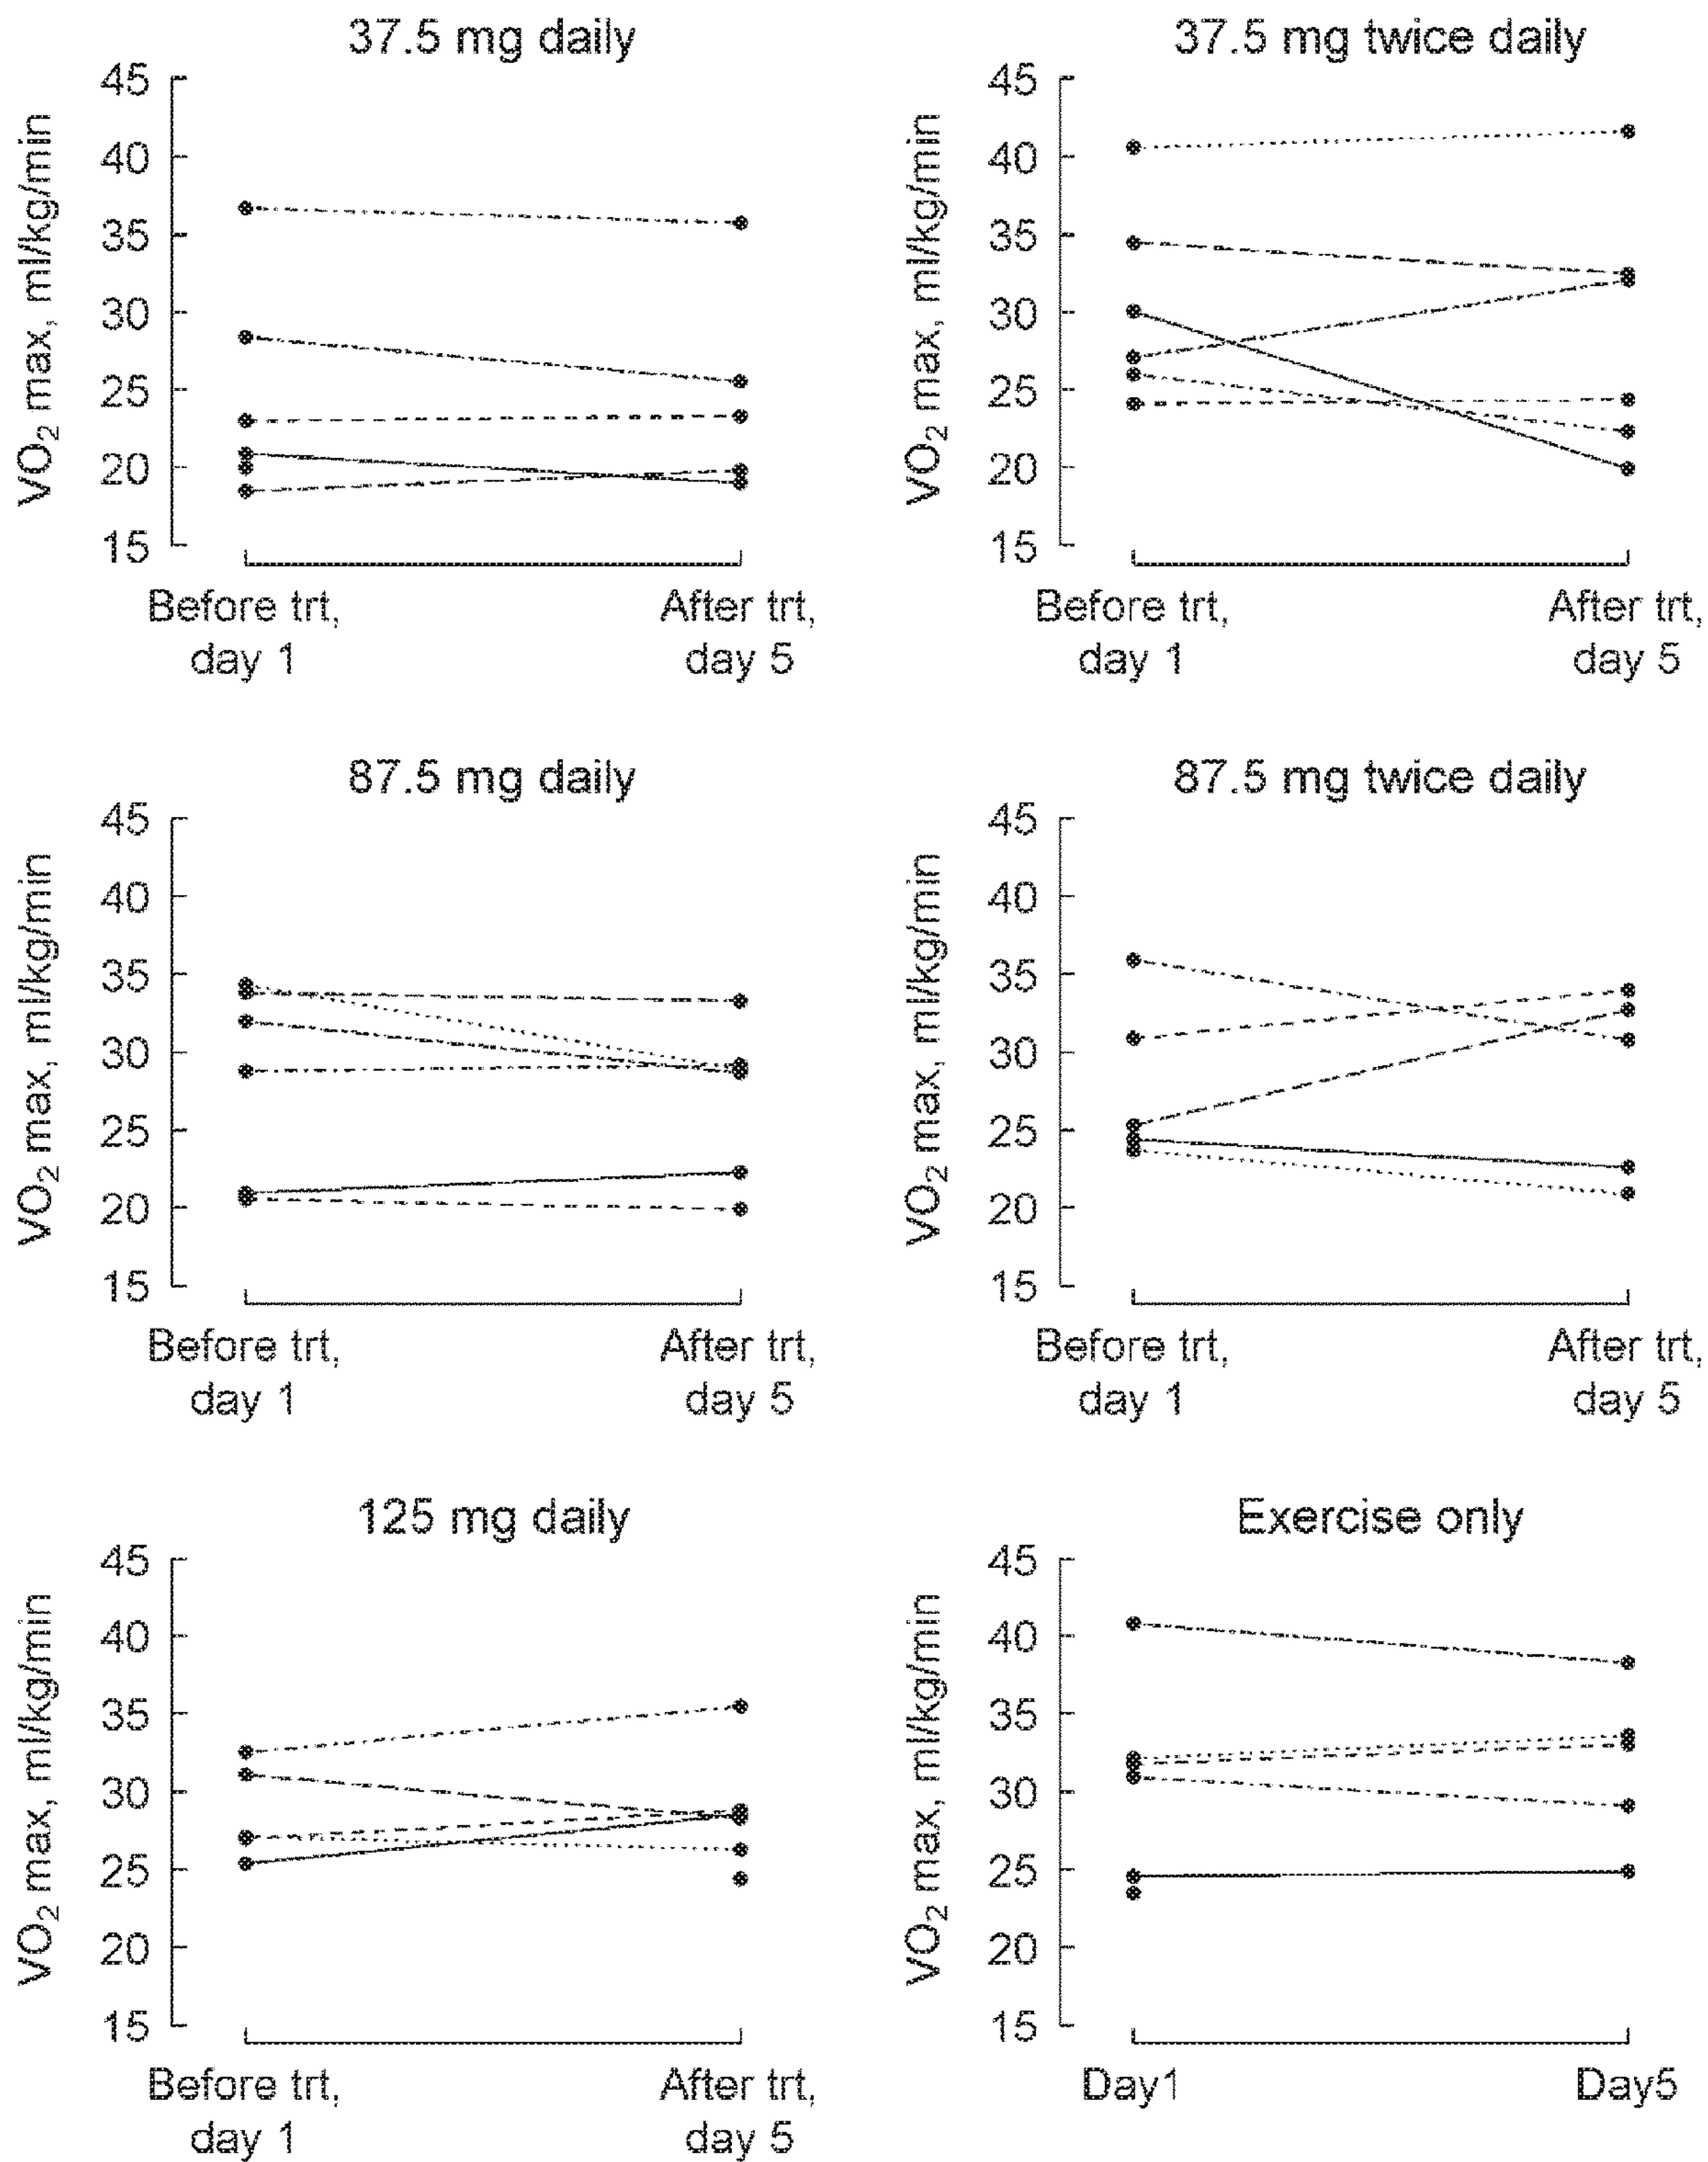 37.5 mg daily
VO2 max, ml/kg/min
45
40
35
30
25
20
15
Before trt,
day 1
After trt,
day 5
37.5 mg twice daily
VO2 max, ml/kg/min
45
40
35
30
25
20
15
Before trt,
day 1
After trt,
day 5
87.5 mg daily
VO2 max, ml/kg/min
45
40
35
30
25
20
15
Before trt,
day 1
After trt,
day 5
87.5 mg twice daily
VO2 max, ml/kg/min
45
40
35
30
25
20
15
Before trt,
day 1
After trt,
day 5
125 mg daily
VO2 max, ml/kg/min
45
40
35
30
25
20
15
Before trt,
day 1
After trt,
day 5
Exercise only
VO2 max, ml/kg/min
45
40
35
30
25
20
15
Day1
Day5